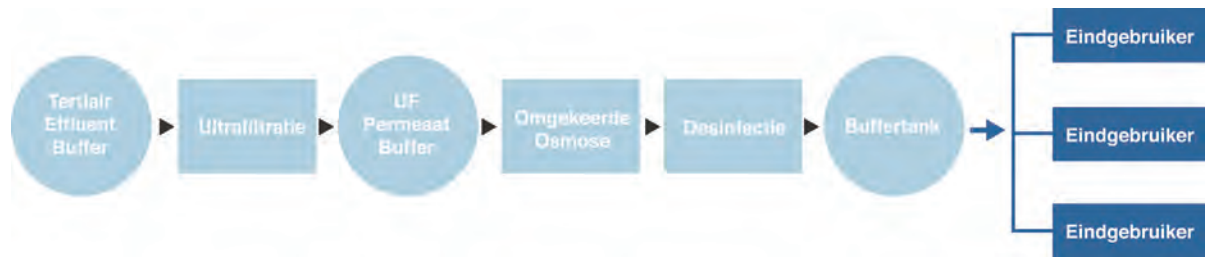 Tertiair
Effluent
Buffer
Ultrafiltratie
UF
Permeaat
Buffer
Omgekeerde
Osmose
Desinfectie
Buffertank
Eindgebruiker
Eindgebruiker
Eindgebruiker